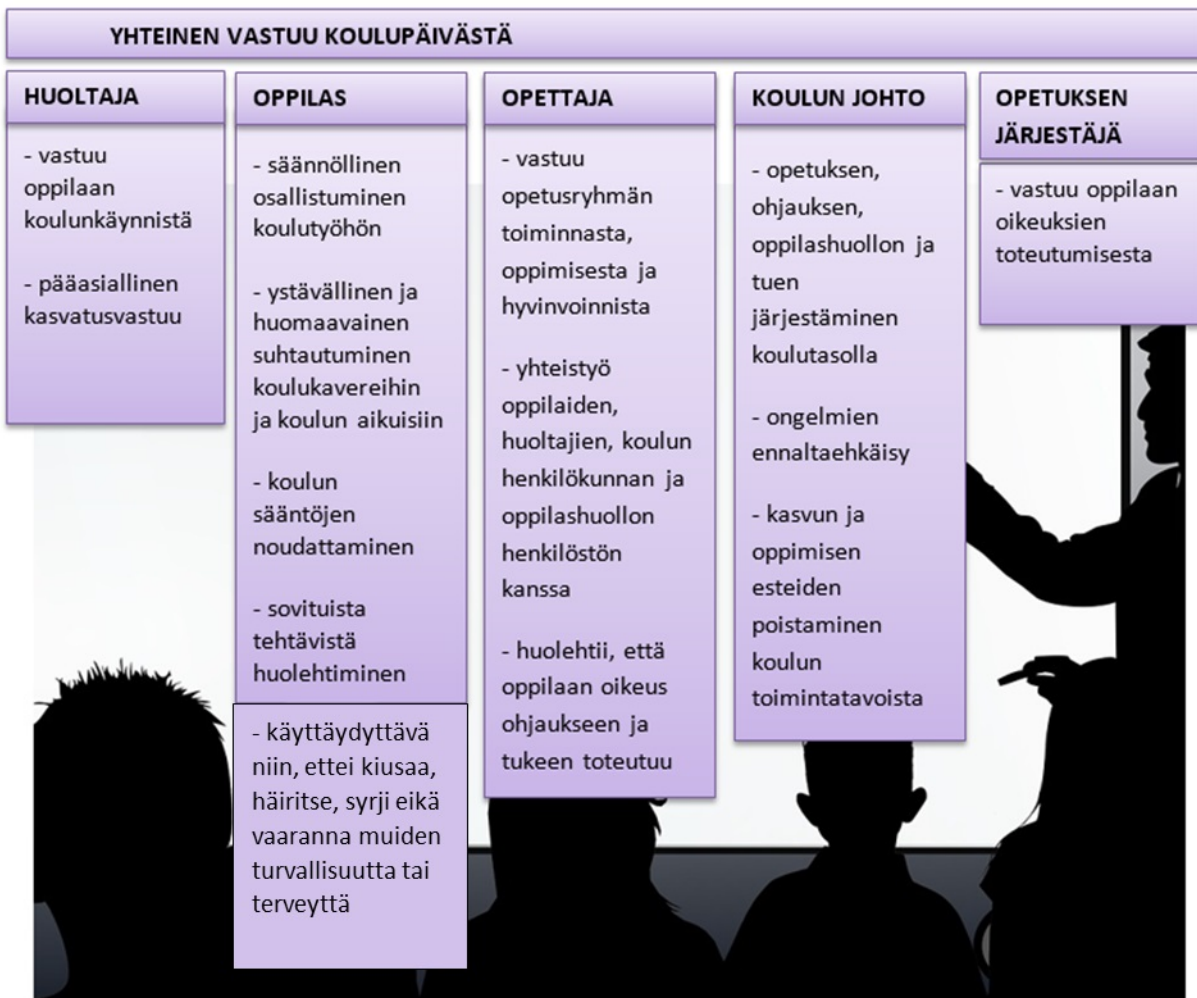 YHTEINEN VASTUU KOULUPÄIVÄSTÄ
HUOLTAJA
- vastuu
oppilaan
koulunkäynnistä
- pääasiallinen
kasvatusvastuu
OPPILAS
- säännöllinen
osallistuminen
koulutyöhön
- ystävällinen ja
huomaavainen
suhtautuminen
koulukavereihin
ja koulun aikuisiin
- koulun
sääntöjen
noudattaminen
- sovituista
tehtävistä
huolehtiminen
- käyttäydyttävä
niin, ettei kiusaa,
häiritse, syrji eikä
vaaranna muiden
turvallisuutta tai
terveyttä
OPETTAJA
- vastuu
opetusryhmän
toiminnasta,
oppimisesta ja
hyvinvoinnista
- yhteistyö
oppilaiden,
huoltajien, koulun
henkilökunnan ja
oppilashuollon
henkilöstön
kanssa
- huolehtii, että
oppilaan oikeus
ohjaukseen ja
tukeen toteutuu
KOULUN JOHTO
- opetuksen,
ohjauksen,
oppilashuollon ja
tuen
järjestäminen
koulutasolla
- ongelmien
ennaltaehkäisy
- kasvun ja
oppimisen
esteiden
poistaminen
koulun
toimintatavoista
OPETUKSEN
JÄRJESTÄJÄ
- vastuu oppilaan
oikeuksien
toteutumisesta